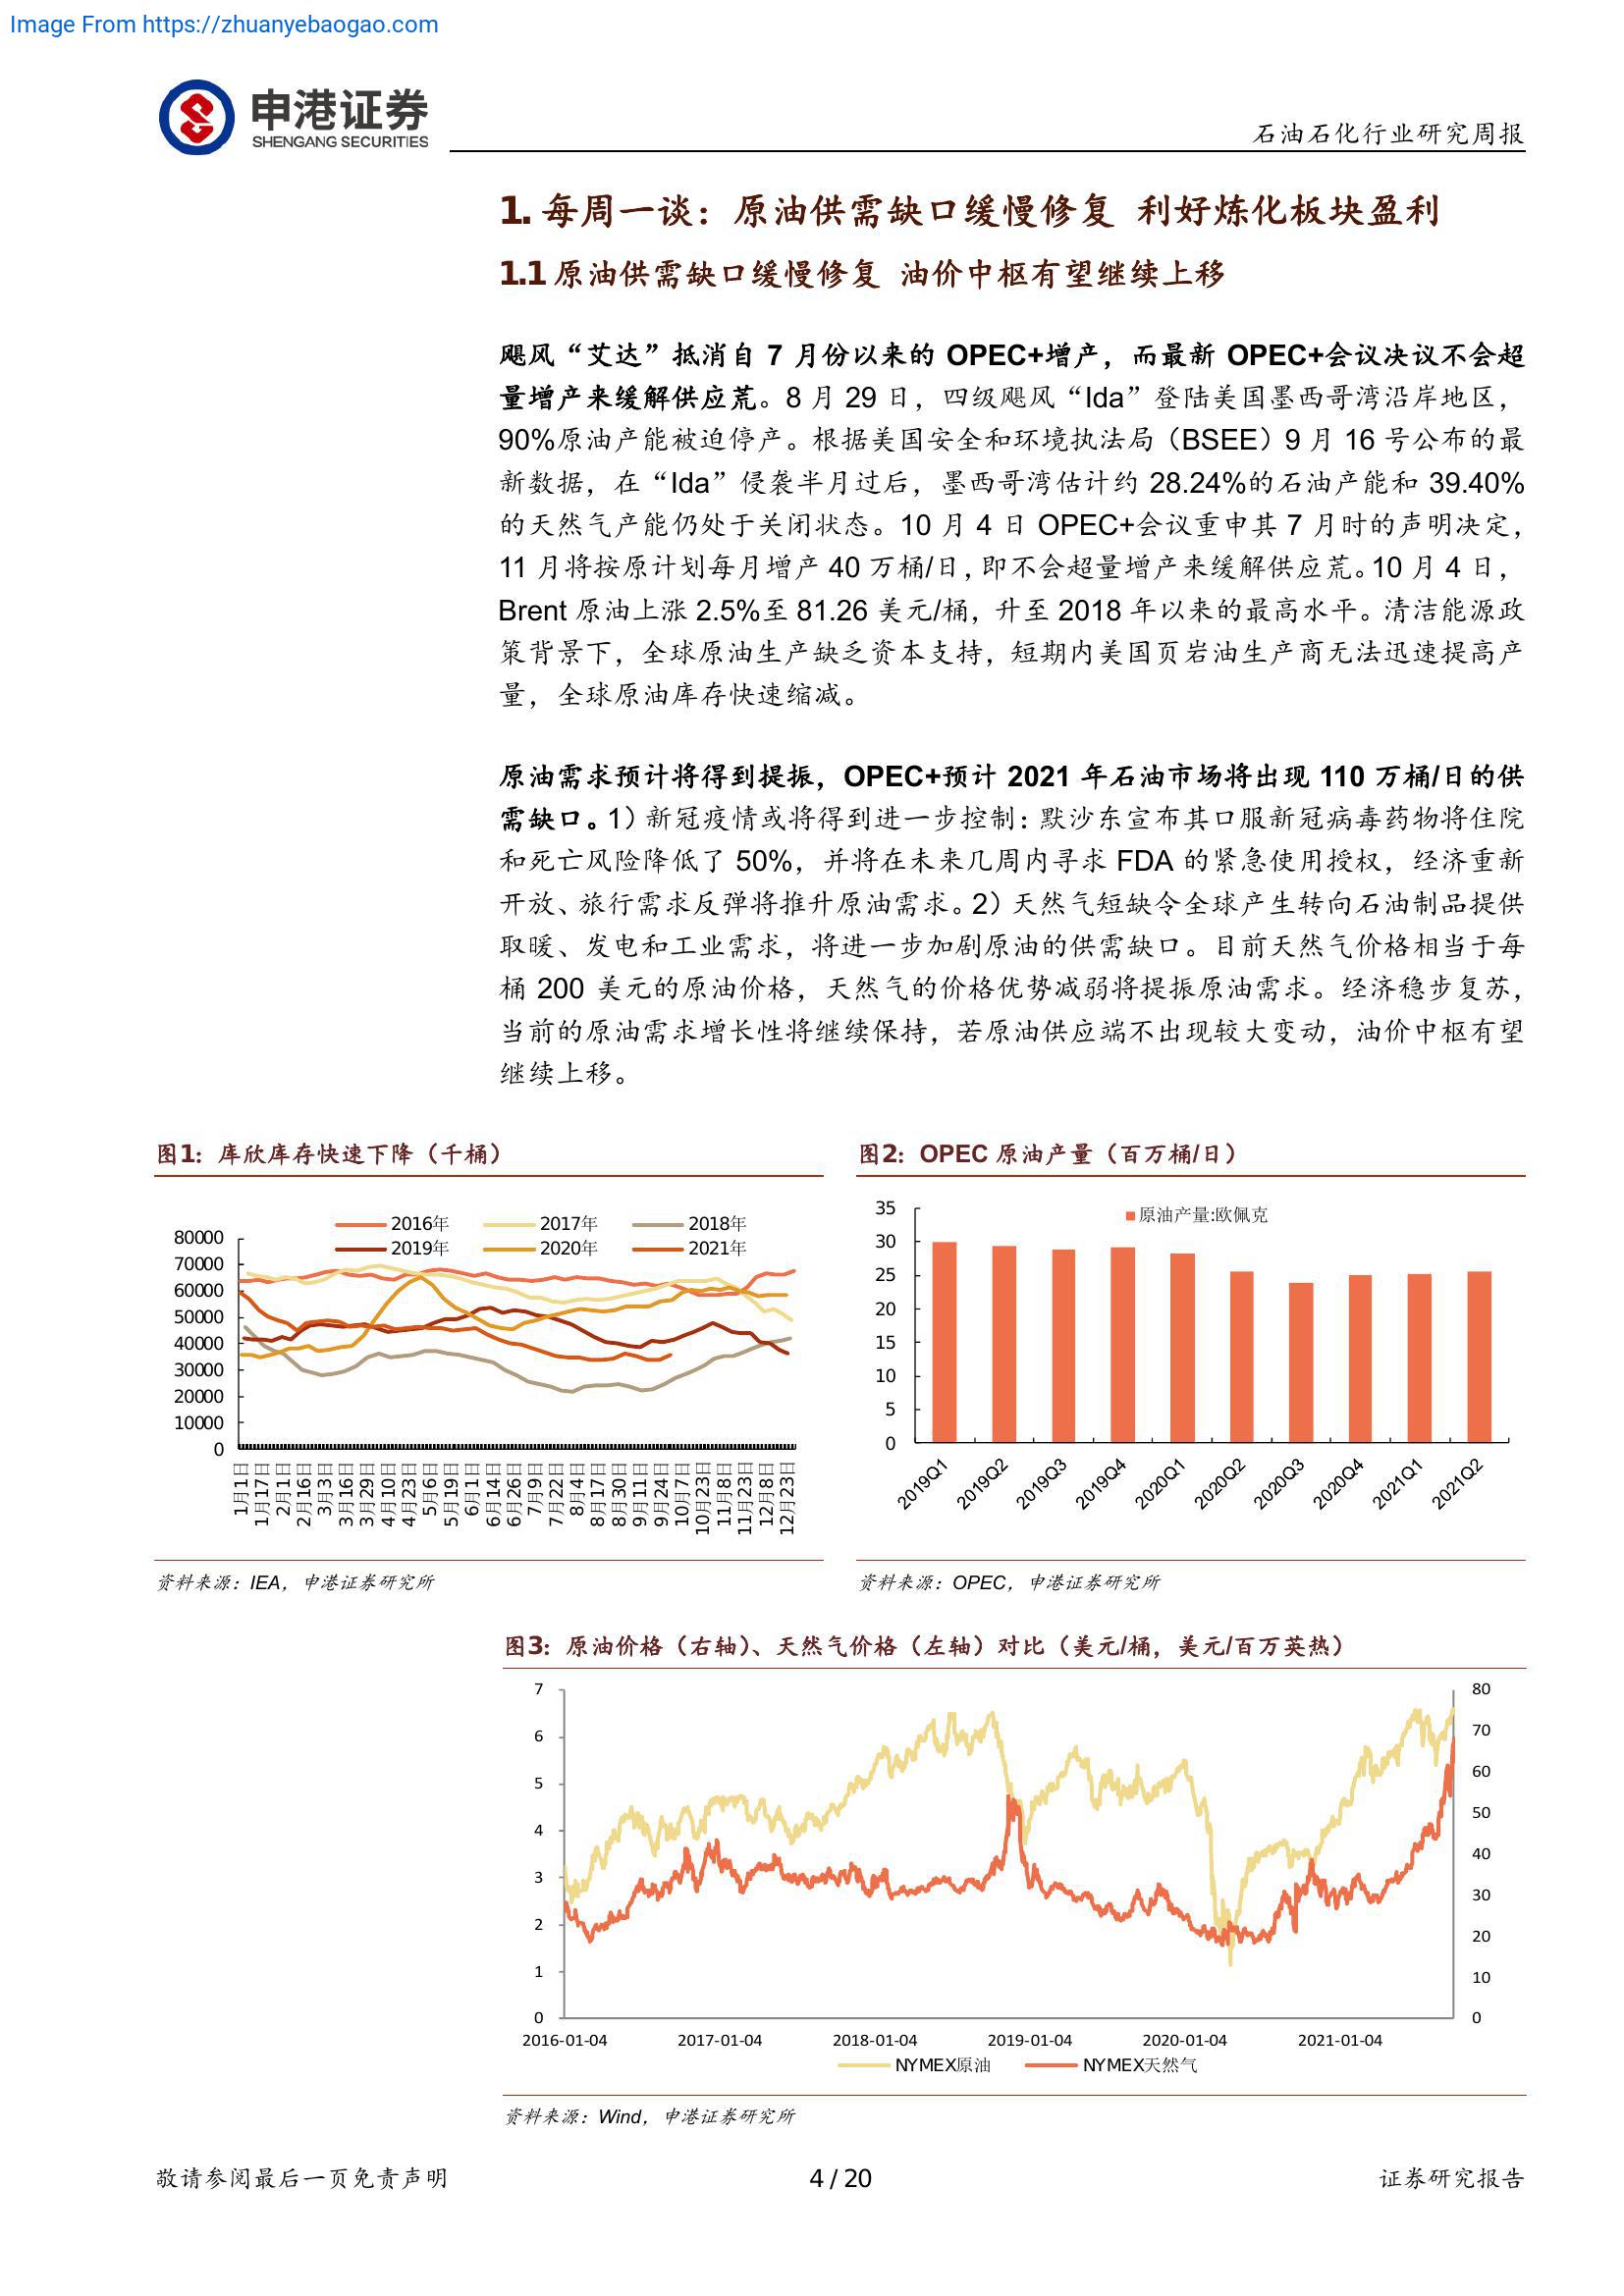 Image From https://zhuanyebaogao.com
申港证券
SHENGANG SECURITIES
石油石化行业研究周报
1. 每周一谈：原油供需缺口缓慢修复 利好炼化板块盈利
1.1 原油供需缺口缓慢修复 油价中枢有望继续上移
飓风“艾达”抵消自 7 月份以来的 OPEC+增产，而最新 OPEC+会议决议不会超
量增产来缓解供应荒。8 月 29 日，四级飓风“Ida”登陆美国墨西哥湾沿岸地区，
90%原油产能被迫停产。根据美国安全和环境执法局（BSEE）9 月 16 号公布的最
新数据，在“Ida”侵袭半月过后，墨西哥湾估计约 28.24%的石油产能和 39.40%
的天然气产能仍处于关闭状态。10 月 4 日 OPEC+会议重申其 7 月时的声明决定，
11 月将按原计划每月增产 40 万桶/日，即不会超量增产来缓解供应荒。10 月 4 日，
Brent 原油上涨 2.5%至 81.26 美元/桶，升至 2018 年以来的最高水平。清洁能源政
策背景下，全球原油生产缺乏资本支持，短期内美国页岩油生产商无法迅速提高产
量，全球原油库存快速缩减。
原油需求预计将得到提振，OPEC+预计 2021 年石油市场将出现 110 万桶/日的供
需缺口。1）新冠疫情或将得到进一步控制：默沙东宣布其口服新冠病毒药物将住院
和死亡风险降低了 50%，并将在未来几周内寻求 FDA 的紧急使用授权，经济重新
开放、旅行需求反弹将推升原油需求。2）天然气短缺令全球产生转向石油制品提供
取暖、发电和工业需求，将进一步加剧原油的供需缺口。目前天然气价格相当于每
桶 200 美元的原油价格，天然气的价格优势减弱将提振原油需求。经济稳步复苏，
当前的原油需求增长性将继续保持，若原油供应端不出现较大变动，油价中枢有望
继续上移。
图1：库欣库存快速下降（千桶）
2016年 2017年 2018年
2019年 2020年 2021年
80000
70000
60000
50000
40000
30000
20000
10000
0
1月1日 1月17日 2月1日 2月16日 3月3日 3月16日 3月29日 4月10日 4月23日 5月6日 5月19日 6月1日 6月14日 6月26日 7月9日 7月22日 8月4日 8月17日 8月30日 9月11日 9月24日 10月7日 10月23日 11月8日 11月23日 12月8日 12月23日
资料来源：IEA，申港证券研究所
图2：OPEC 原油产量（百万桶/日）
原油产量:欧佩克
35
30
25
20
15
10
5
0
2019Q1 2019Q2 2019Q3 2019Q4 2020Q1 2020Q2 2020Q3 2020Q4 2021Q1 2021Q2
资料来源：OPEC，申港证券研究所
图3：原油价格（右轴）、天然气价格（左轴）对比（美元/桶，美元/百万英热）
7
6
5
4
3
2
1
0
80
70
60
50
40
30
20
10
0
2016-01-04 2017-01-04 2018-01-04 2019-01-04 2020-01-04 2021-01-04
NYMEX原油 NYMEX天然气
资料来源：Wind，申港证券研究所
敬请参阅最后一页免责声明 4 / 20 证券研究报告